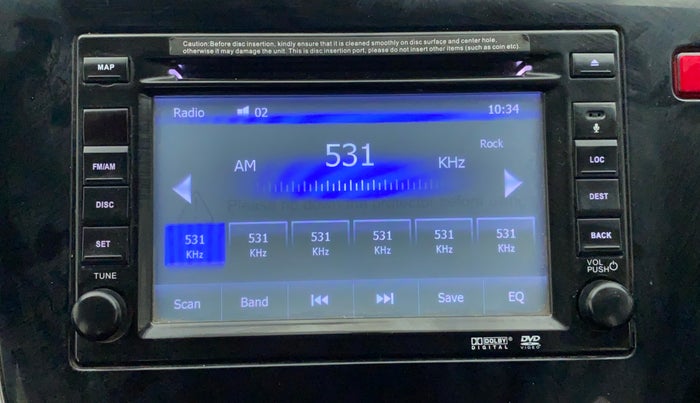 Caution:Before disc insertion, kindly ensure that it is cleaned smoothly on disc surface and center hole,
otherwise it may damage the unit. This is disc insertion port, please do not insert other items (such as coin etc)
MAP
FM/AM
DISC
SET
TUNE
Radio 02 10:34
Rock
AM 531 KHz
531 531 531 531 531 531
KHz KHz KHz KHz KHz KHz
Scan Band Save EQ
LOC
DEST
BACK
VOL
PUSH
DOLBY
DIGITAL
DVD
VIDEO